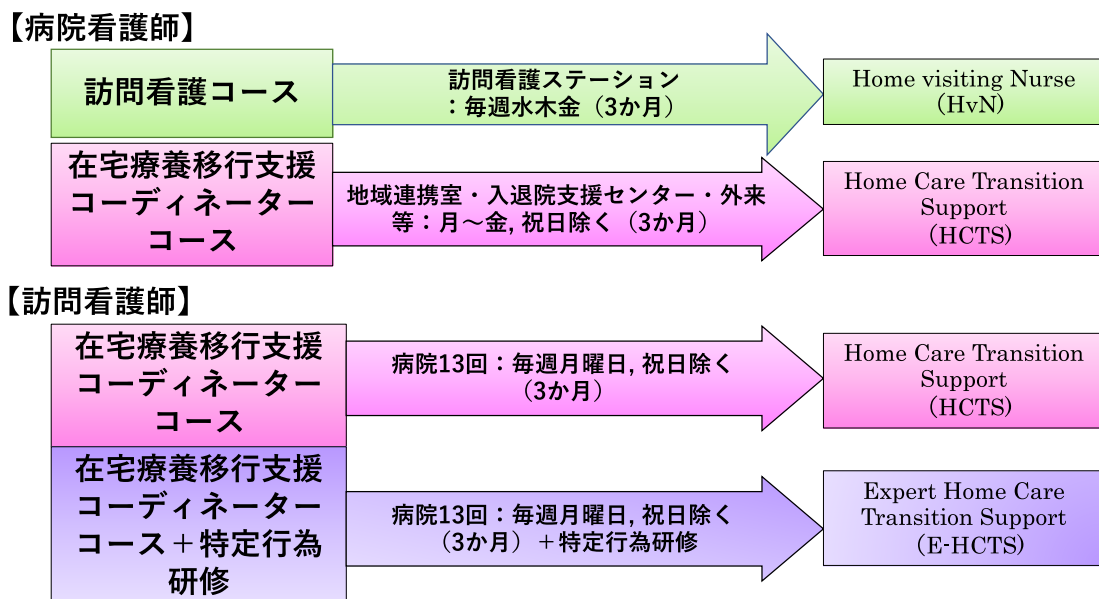 【病院看護師】
訪問看護コース
訪問看護ステーション
：毎週水木金（3か月）
Home visiting Nurse
(HvN)
在宅療養移行支援
コーディネーター
コース
地域連携室・入退院支援センター・外来
等：月～金, 祝日除く（3か月）
Home Care Transition
Support
(HCTS)
【訪問看護師】
在宅療養移行支援
コーディネーター
コース
病院13回：毎週月曜日, 祝日除く
（3か月）
Home Care Transition
Support
(HCTS)
在宅療養移行支援
コーディネーター
コース＋特定行為
研修
病院13回：毎週月曜日, 祝日除く
（3か月）＋特定行為研修
Expert Home Care
Transition Support
(E-HCTS)